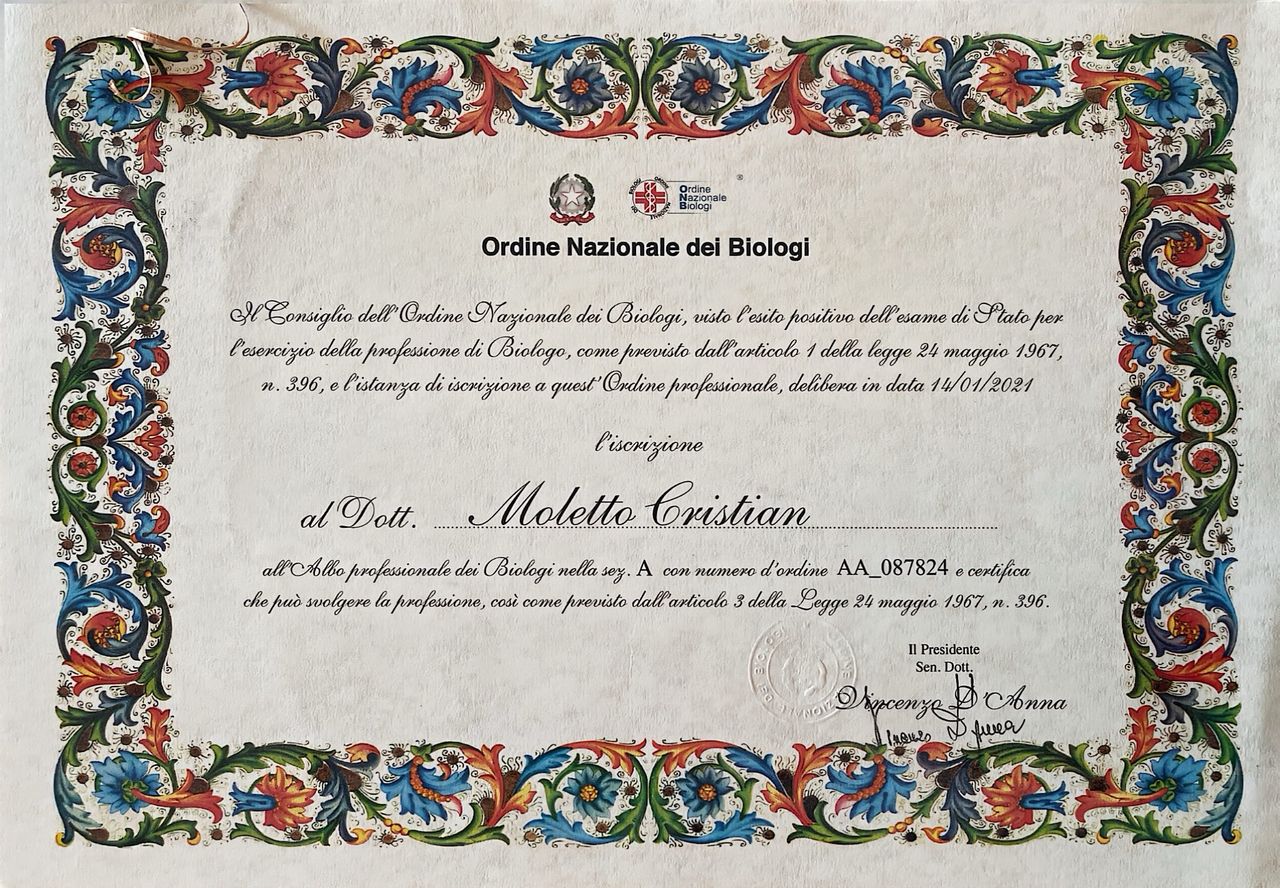 Ordine
Nazionale
Biologi
®
Ordine Nazionale dei Biologi
Il Consiglio dell'Ordine Nazionale dei Biologi, visto l'esito positivo dell'esame di Stato per
l'esercizio della professione di Biologo, come previsto dall'articolo 1 della legge 24 maggio 1967,
n. 396, e l'istanza di iscrizione a quest'Ordine professionale, delibera in data 14/01/2021
l'iscrizione
al Dott. Moletto Cristian
all'Albo professionale dei Biologi nella sez. A con numero d'ordine AA_087824 e certifica
che può svolgere la professione, così come previsto dall'articolo 3 della Legge 24 maggio 1967, n. 396.
Il Presidente
Sen. Dott.
Vincenzo D'Anna